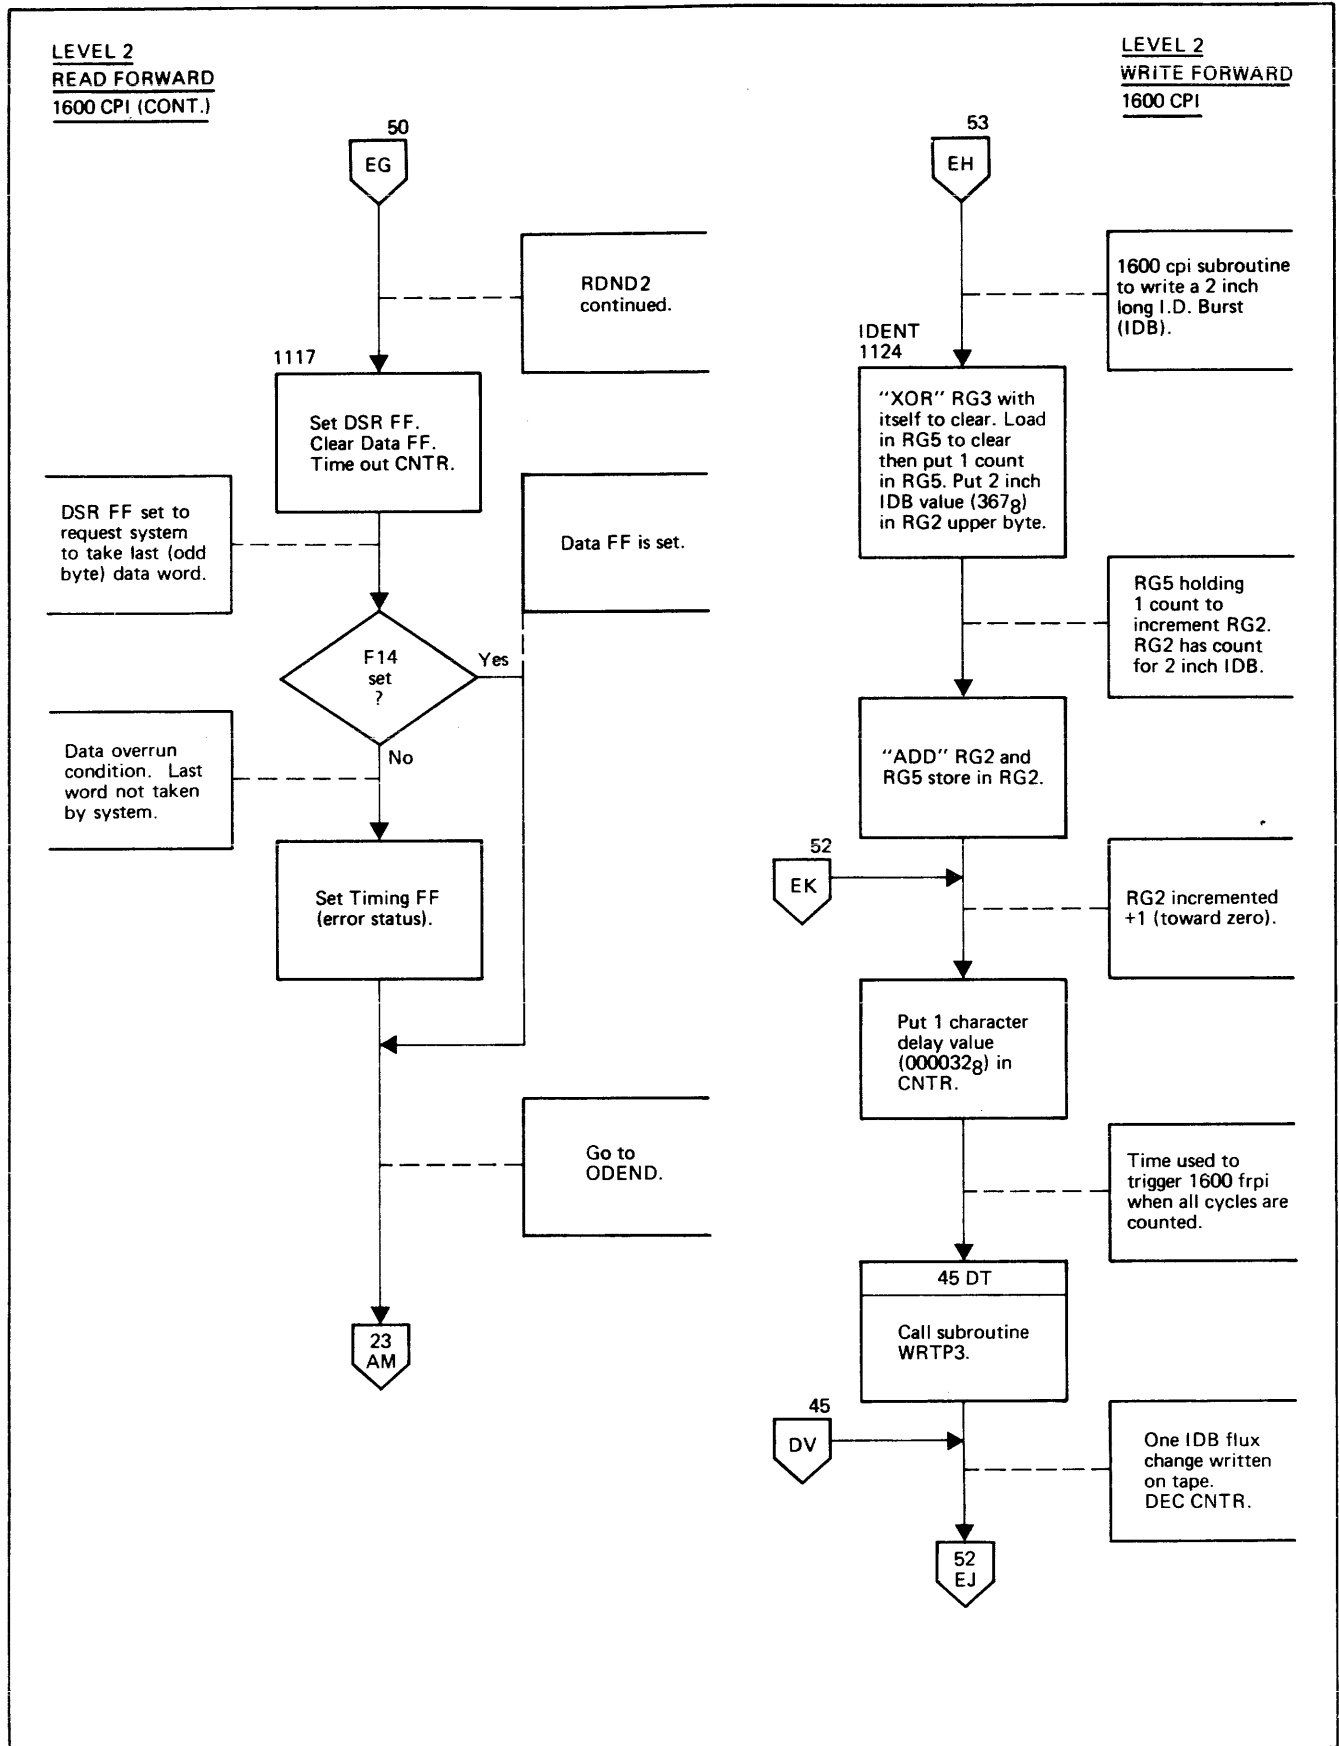 LEVEL 2
READ FORWARD
1600 CPI (CONT.)
50
EG
RDND2
continued.
1117
Set DSR FF.
Clear Data FF.
Time out CNTR.
DSR FF set to
request system
to take last (odd
byte) data word.
Data FF is set.
F14
set
?
Yes
No
Data overrun
condition. Last
word not taken
by system.
Set Timing FF
(error status).
Go to
ODEND.
23
AM
LEVEL 2
WRITE FORWARD
1600 CPI
53
EH
1600 cpi subroutine
to write a 2 inch
long I.D. Burst
(IDB).
IDENT
1124
"XOR" RG3 with
itself to clear. Load
in RG5 to clear
then put 1 count
in RG5. Put 2 inch
IDB value (367₈)
in RG2 upper byte.
RG5 holding
1 count to
increment RG2.
RG2 has count
for 2 inch IDB.
"ADD" RG2 and
RG5 store in RG2.
52
EK
RG2 incremented
+1 (toward zero).
Put 1 character
delay value
(000032₈) in
CNTR.
Time used to
trigger 1600 frpi
when all cycles are
counted.
45 DT
Call subroutine
WRTP3.
45
DV
One IDB flux
change written
on tape.
DEC CNTR.
52
EJ